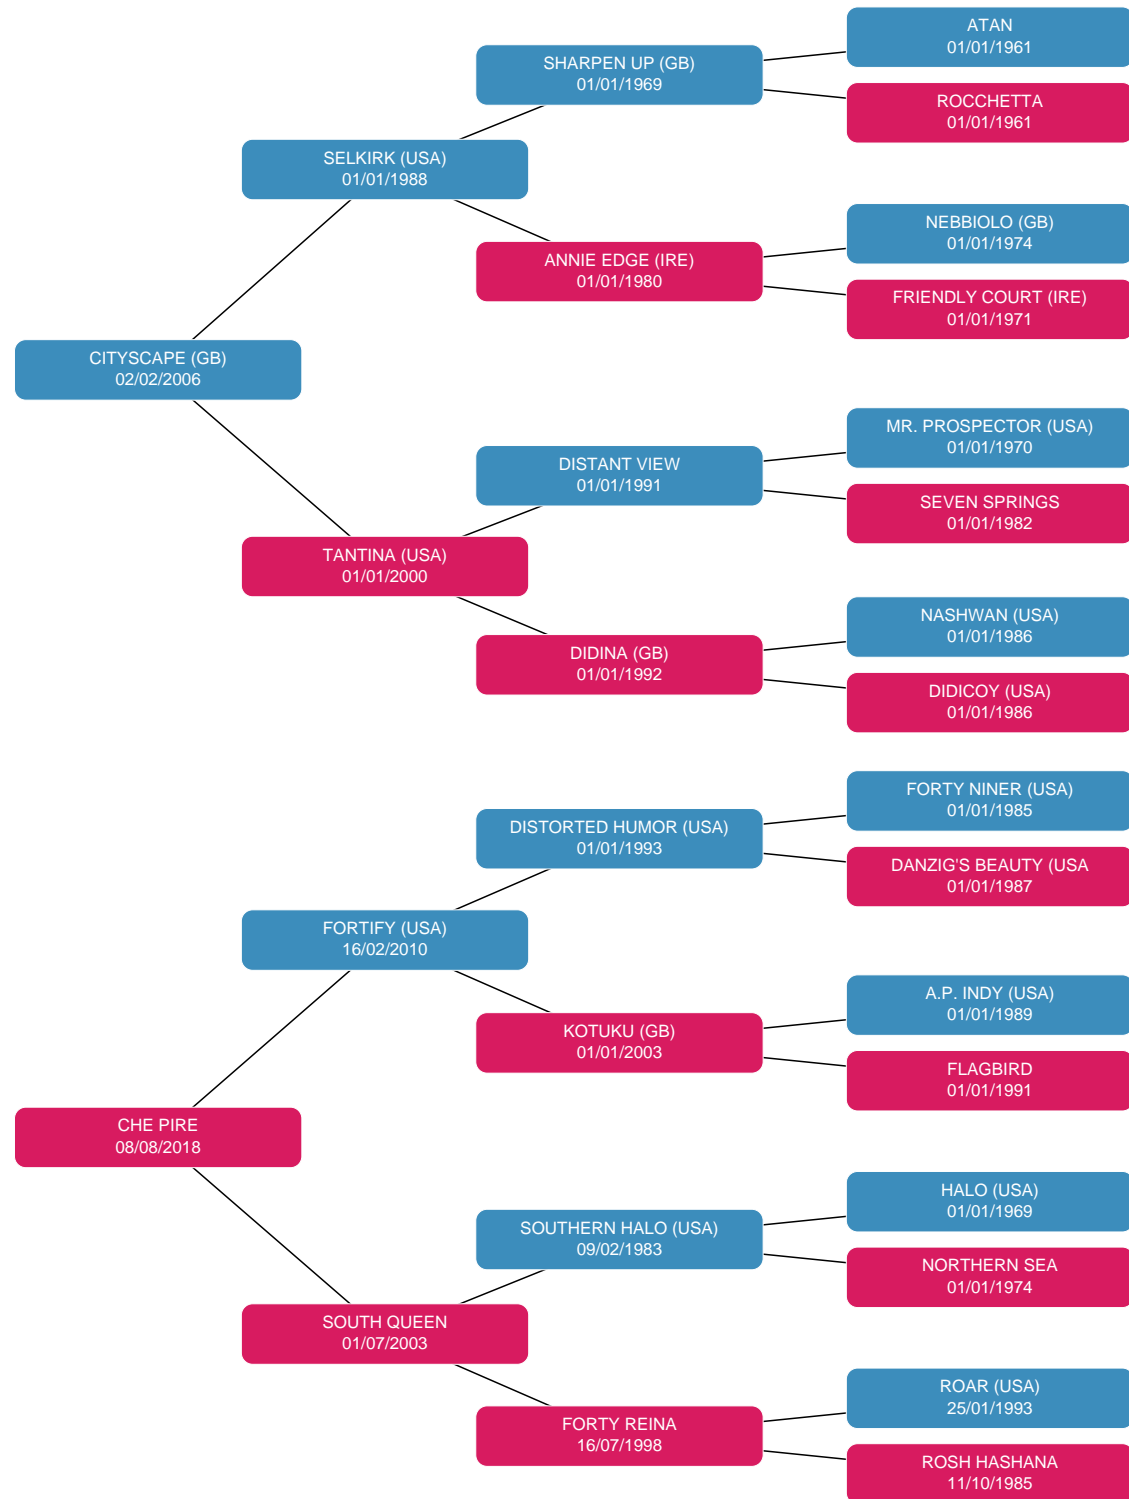 ATAN
01/01/1961
SHARPEN UP (GB)
01/01/1969
ROCCHETTA
01/01/1961
SELKIRK (USA)
01/01/1988
NEBBIOLO (GB)
01/01/1974
ANNIE EDGE (IRE)
01/01/1980
FRIENDLY COURT (IRE)
01/01/1971
CITYSCAPE (GB)
02/02/2006
MR. PROSPECTOR (USA)
01/01/1970
DISTANT VIEW
01/01/1991
SEVEN SPRINGS
01/01/1982
TANTINA (USA)
01/01/2000
NASHWAN (USA)
01/01/1986
DIDINA (GB)
01/01/1992
DIDICOY (USA)
01/01/1986
FORTY NINER (USA)
01/01/1985
DISTORTED HUMOR (USA)
01/01/1993
DANZIG'S BEAUTY (USA
01/01/1987
FORTIFY (USA)
16/02/2010
A.P. INDY (USA)
01/01/1989
KOTUKU (GB)
01/01/2003
FLAGBIRD
01/01/1991
CHE PIRE
08/08/2018
HALO (USA)
01/01/1969
SOUTHERN HALO (USA)
09/02/1983
NORTHERN SEA
01/01/1974
SOUTH QUEEN
01/07/2003
ROAR (USA)
25/01/1993
FORTY REINA
16/07/1998
ROSH HASHANA
11/10/1985